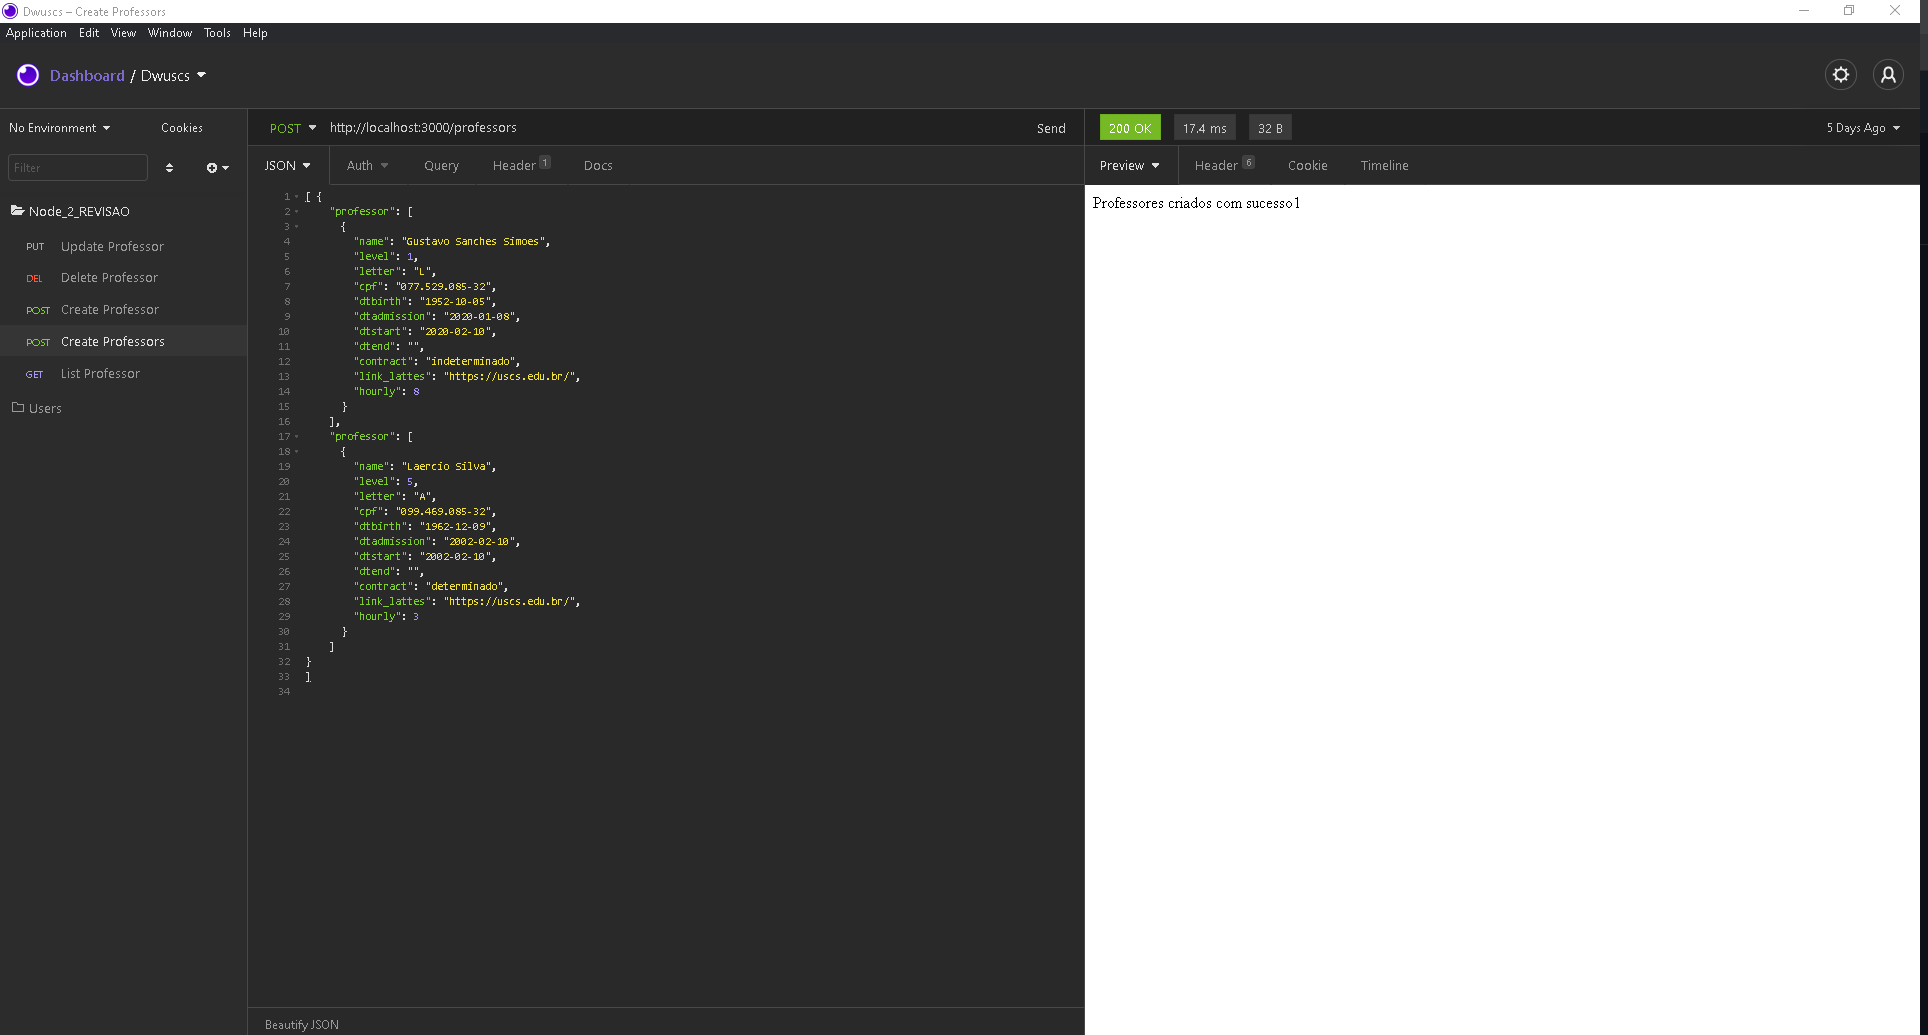 Dwuscs – Create Professors
Application Edit View Window Tools Help
Dashboard / Dwuscs
No Environment Cookies
POST http://localhost:3000/professors Send
200 OK 17.4 ms 32 B 5 Days Ago
Filter
JSON Auth Query Header 1 Docs
Preview Header 6 Cookie Timeline
Node_2_REVISAO
PUT Update Professor
DEL Delete Professor
POST Create Professor
POST Create Professors
GET List Professor
Users
1 [ {
2 "professor": [
3 {
4 "name": "Gustavo Sanches Simoes",
5 "level": 1,
6 "letter": "L",
7 "cpf": "077.529.085-32",
8 "dtbirth": "1952-10-05",
9 "dtadmission": "2020-01-08",
10 "dtstart": "2020-02-10",
11 "dtend": "",
12 "contract": "indeterminado",
13 "link_lattes": "https://uscs.edu.br/",
14 "hourly": 8
15 }
16 ],
17 "professor": [
18 {
19 "name": "Laercio Silva",
20 "level": 5,
21 "letter": "A",
22 "cpf": "099.469.085-32",
23 "dtbirth": "1962-12-09",
24 "dtadmission": "2002-02-10",
25 "dtstart": "2002-02-10",
26 "dtend": "",
27 "contract": "determinado",
28 "link_lattes": "https://uscs.edu.br/",
29 "hourly": 3
30 }
31 ]
32 }
33 ]
34
Beautify JSON
Professores criados com sucesso1